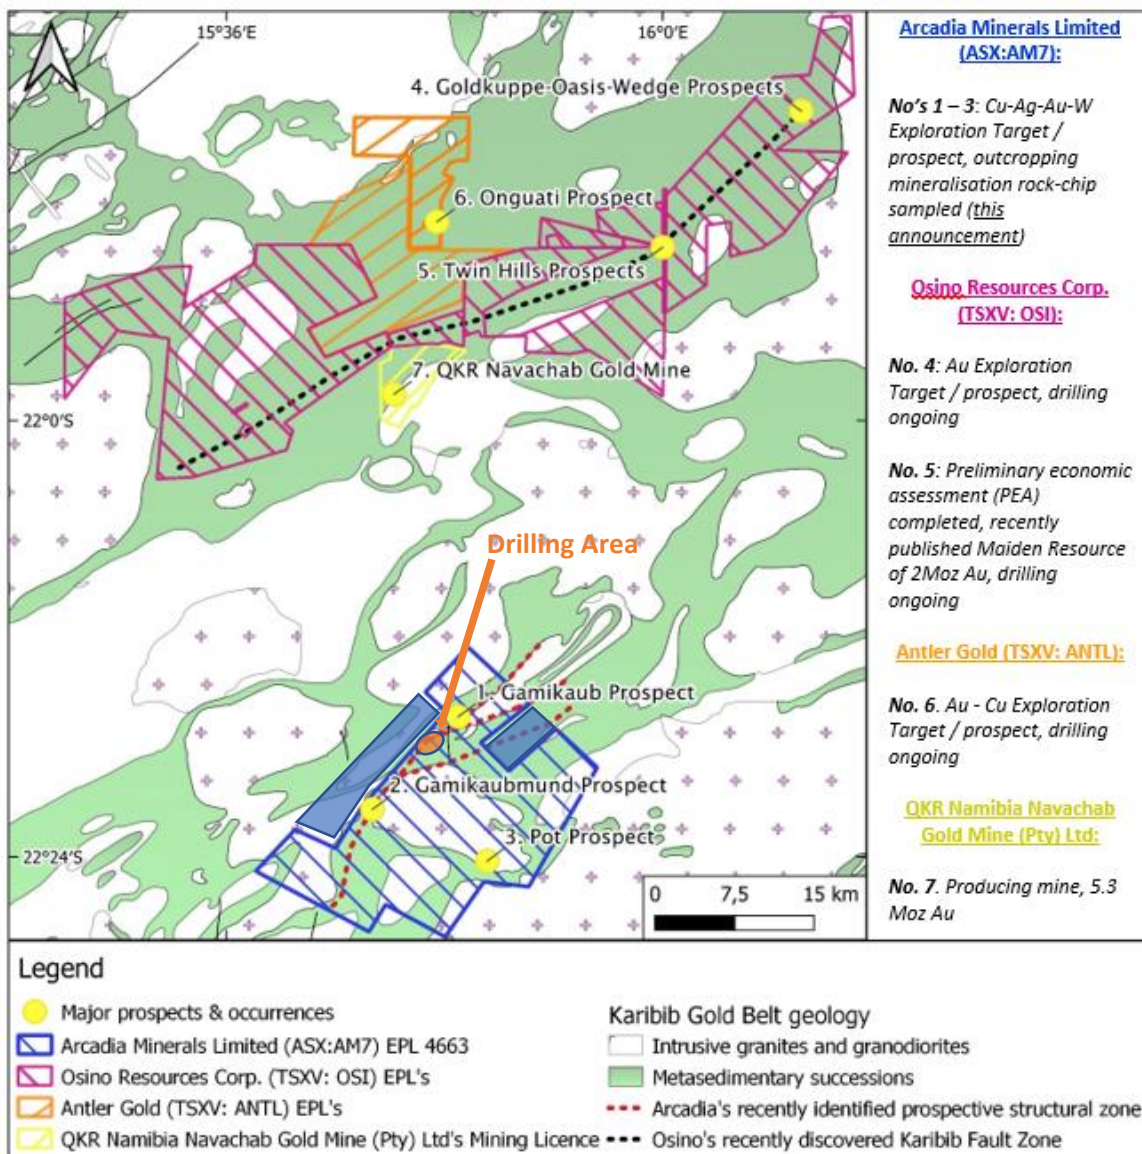 15°36'E
16°0'E
4. Goldkuppe-Oasis-Wedge Prospects
6. Onguati Prospect
5. Twin Hills Prospects
7. QKR Navachab Gold Mine
22°0'S
Drilling Area
1. Gamikaub Prospect
2. Gamikaubmund Prospect
3. Pot Prospect
22°24'S
0 7,5 15 km
Arcadia Minerals Limited
(ASX:AM7):
No's 1 – 3: Cu-Ag-Au-W
Exploration Target /
prospect, outcropping
mineralisation rock-chip
sampled (this
announcement)
Osino Resources Corp.
(TSXV: OSI):
No. 4: Au Exploration
Target / prospect, drilling
ongoing
No. 5: Preliminary economic
assessment (PEA)
completed, recently
published Maiden Resource
of 2Moz Au, drilling
ongoing
Antler Gold (TSXV: ANTL):
No. 6. Au - Cu Exploration
Target / prospect, drilling
ongoing
QKR Namibia Navachab
Gold Mine (Pty) Ltd:
No. 7. Producing mine, 5.3
Moz Au
Legend
Major prospects & occurrences
Arcadia Minerals Limited (ASX:AM7) EPL 4663
Osino Resources Corp. (TSXV: OSI) EPL's
Antler Gold (TSXV: ANTL) EPL's
QKR Namibia Navachab Gold Mine (Pty) Ltd's Mining Licence
Karibib Gold Belt geology
Intrusive granites and granodiorites
Metasedimentary successions
Arcadia's recently identified prospective structural zone
Osino's recently discovered Karibib Fault Zone